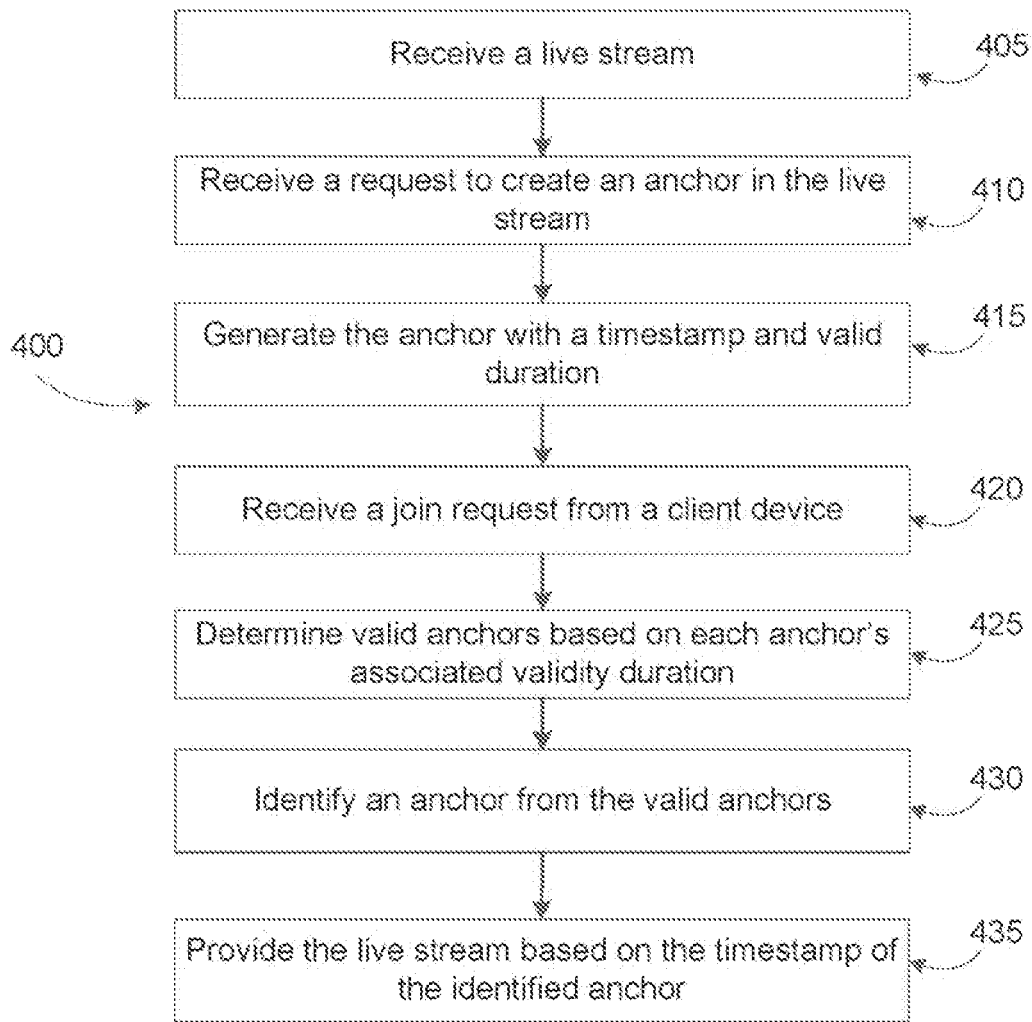 Receive a live stream
405
Receive a request to create an anchor in the live
stream
410
Generate the anchor with a timestamp and valid
duration
415
400
Receive a join request from a client device
420
Determine valid anchors based on each anchor's
associated validity duration
425
Identify an anchor from the valid anchors
430
Provide the live stream based on the timestamp of
the identified anchor
435